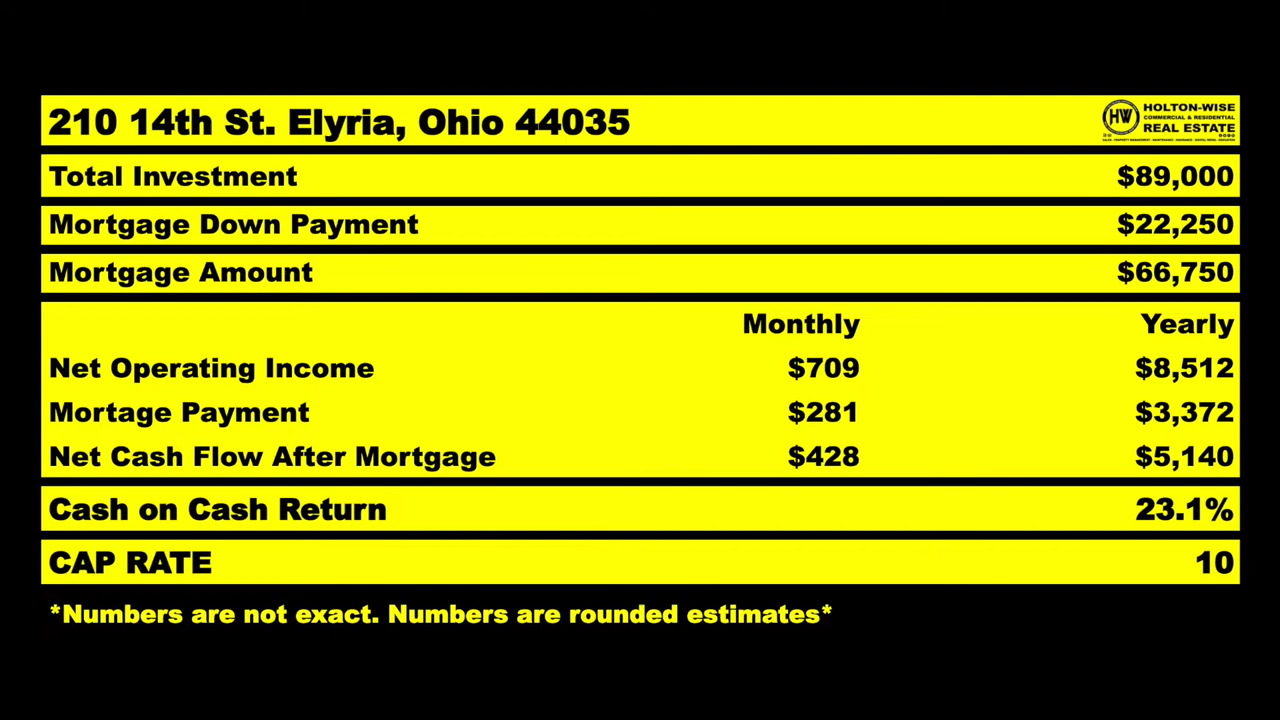 210 14th St. Elyria, Ohio 44035
HOLTON-WISE
COMMERCIAL & RESIDENTIAL
REAL ESTATE
HW
Total Investment $89,000
Mortgage Down Payment $22,250
Mortgage Amount $66,750
Monthly Yearly
Net Operating Income $709 $8,512
Mortage Payment $281 $3,372
Net Cash Flow After Mortgage $428 $5,140
Cash on Cash Return 23.1%
CAP RATE 10
*Numbers are not exact. Numbers are rounded estimates*